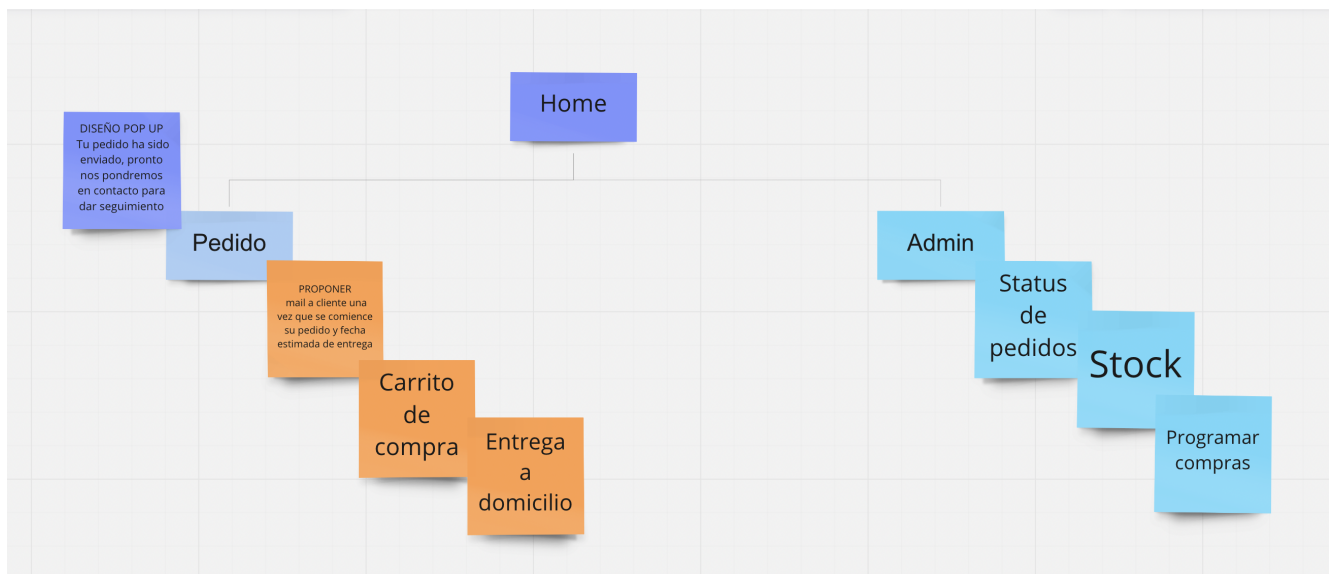 Home
DISEÑO POP UP
Tu pedido ha sido
enviado, pronto
nos pondremos
en contacto para
dar seguimiento
Pedido
PROPONER
mail a cliente una
vez que se comience
su pedido y fecha
estimada de entrega
Carrito
de
compra
Entrega
a
domicilio
Admin
Status
de
pedidos
Stock
Programar
compras